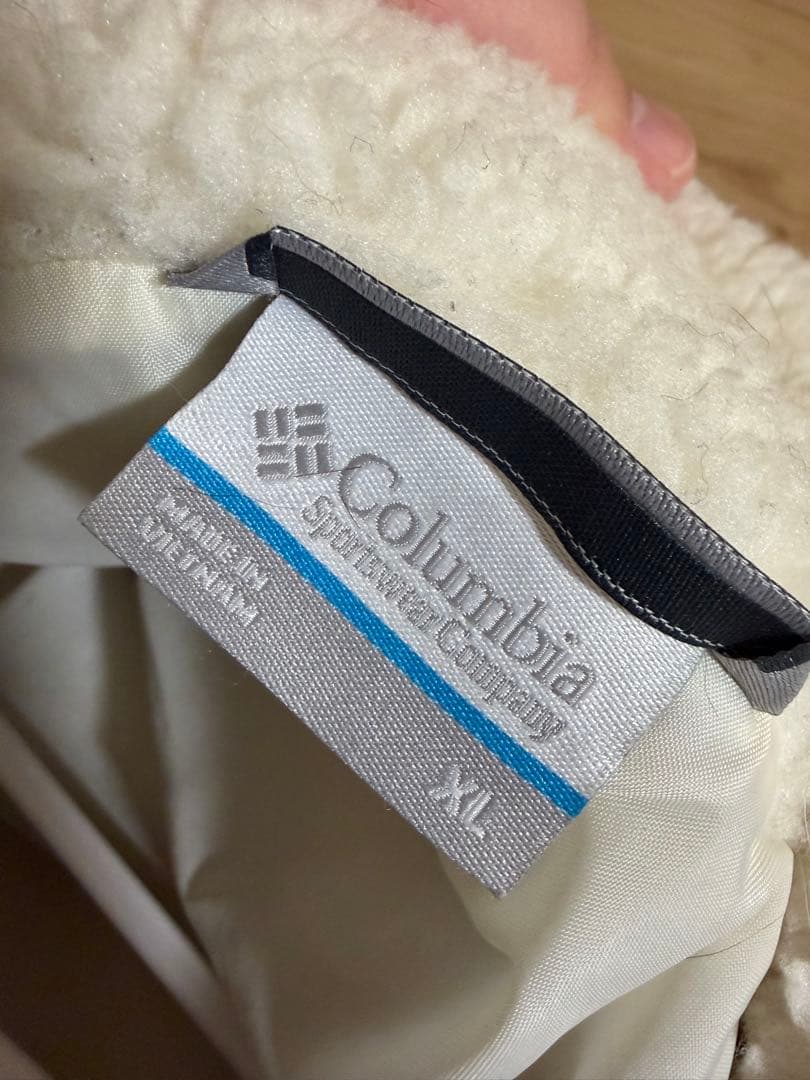 Columbia
Sportswear Company
MADE IN
VIETNAM
XL